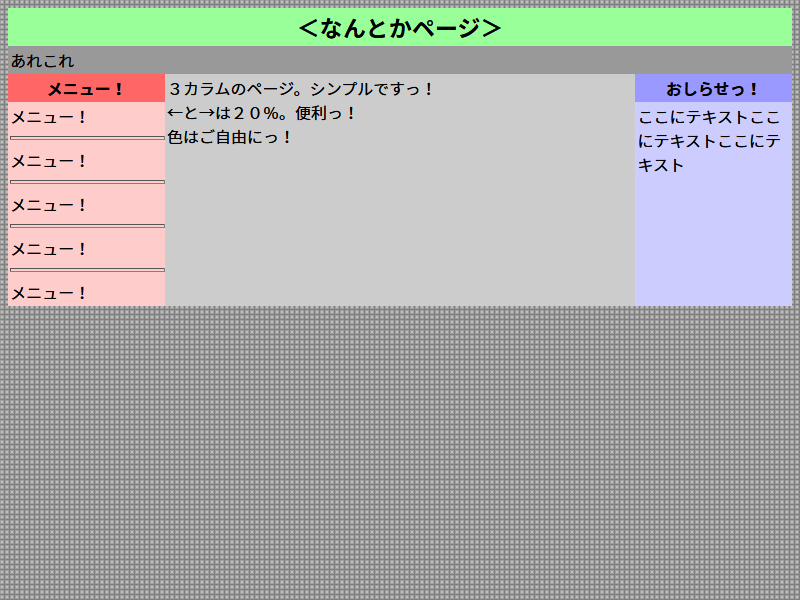 ＜なんとかページ＞
あれこれ
メニュー！
メニュー！
メニュー！
メニュー！
メニュー！
メニュー！
３カラムのページ。シンプルですっ！
←と→は２０％。便利っ！
色はご自由にっ！
おしらせっ！
ここにテキストここ
にテキストここにテ
キスト